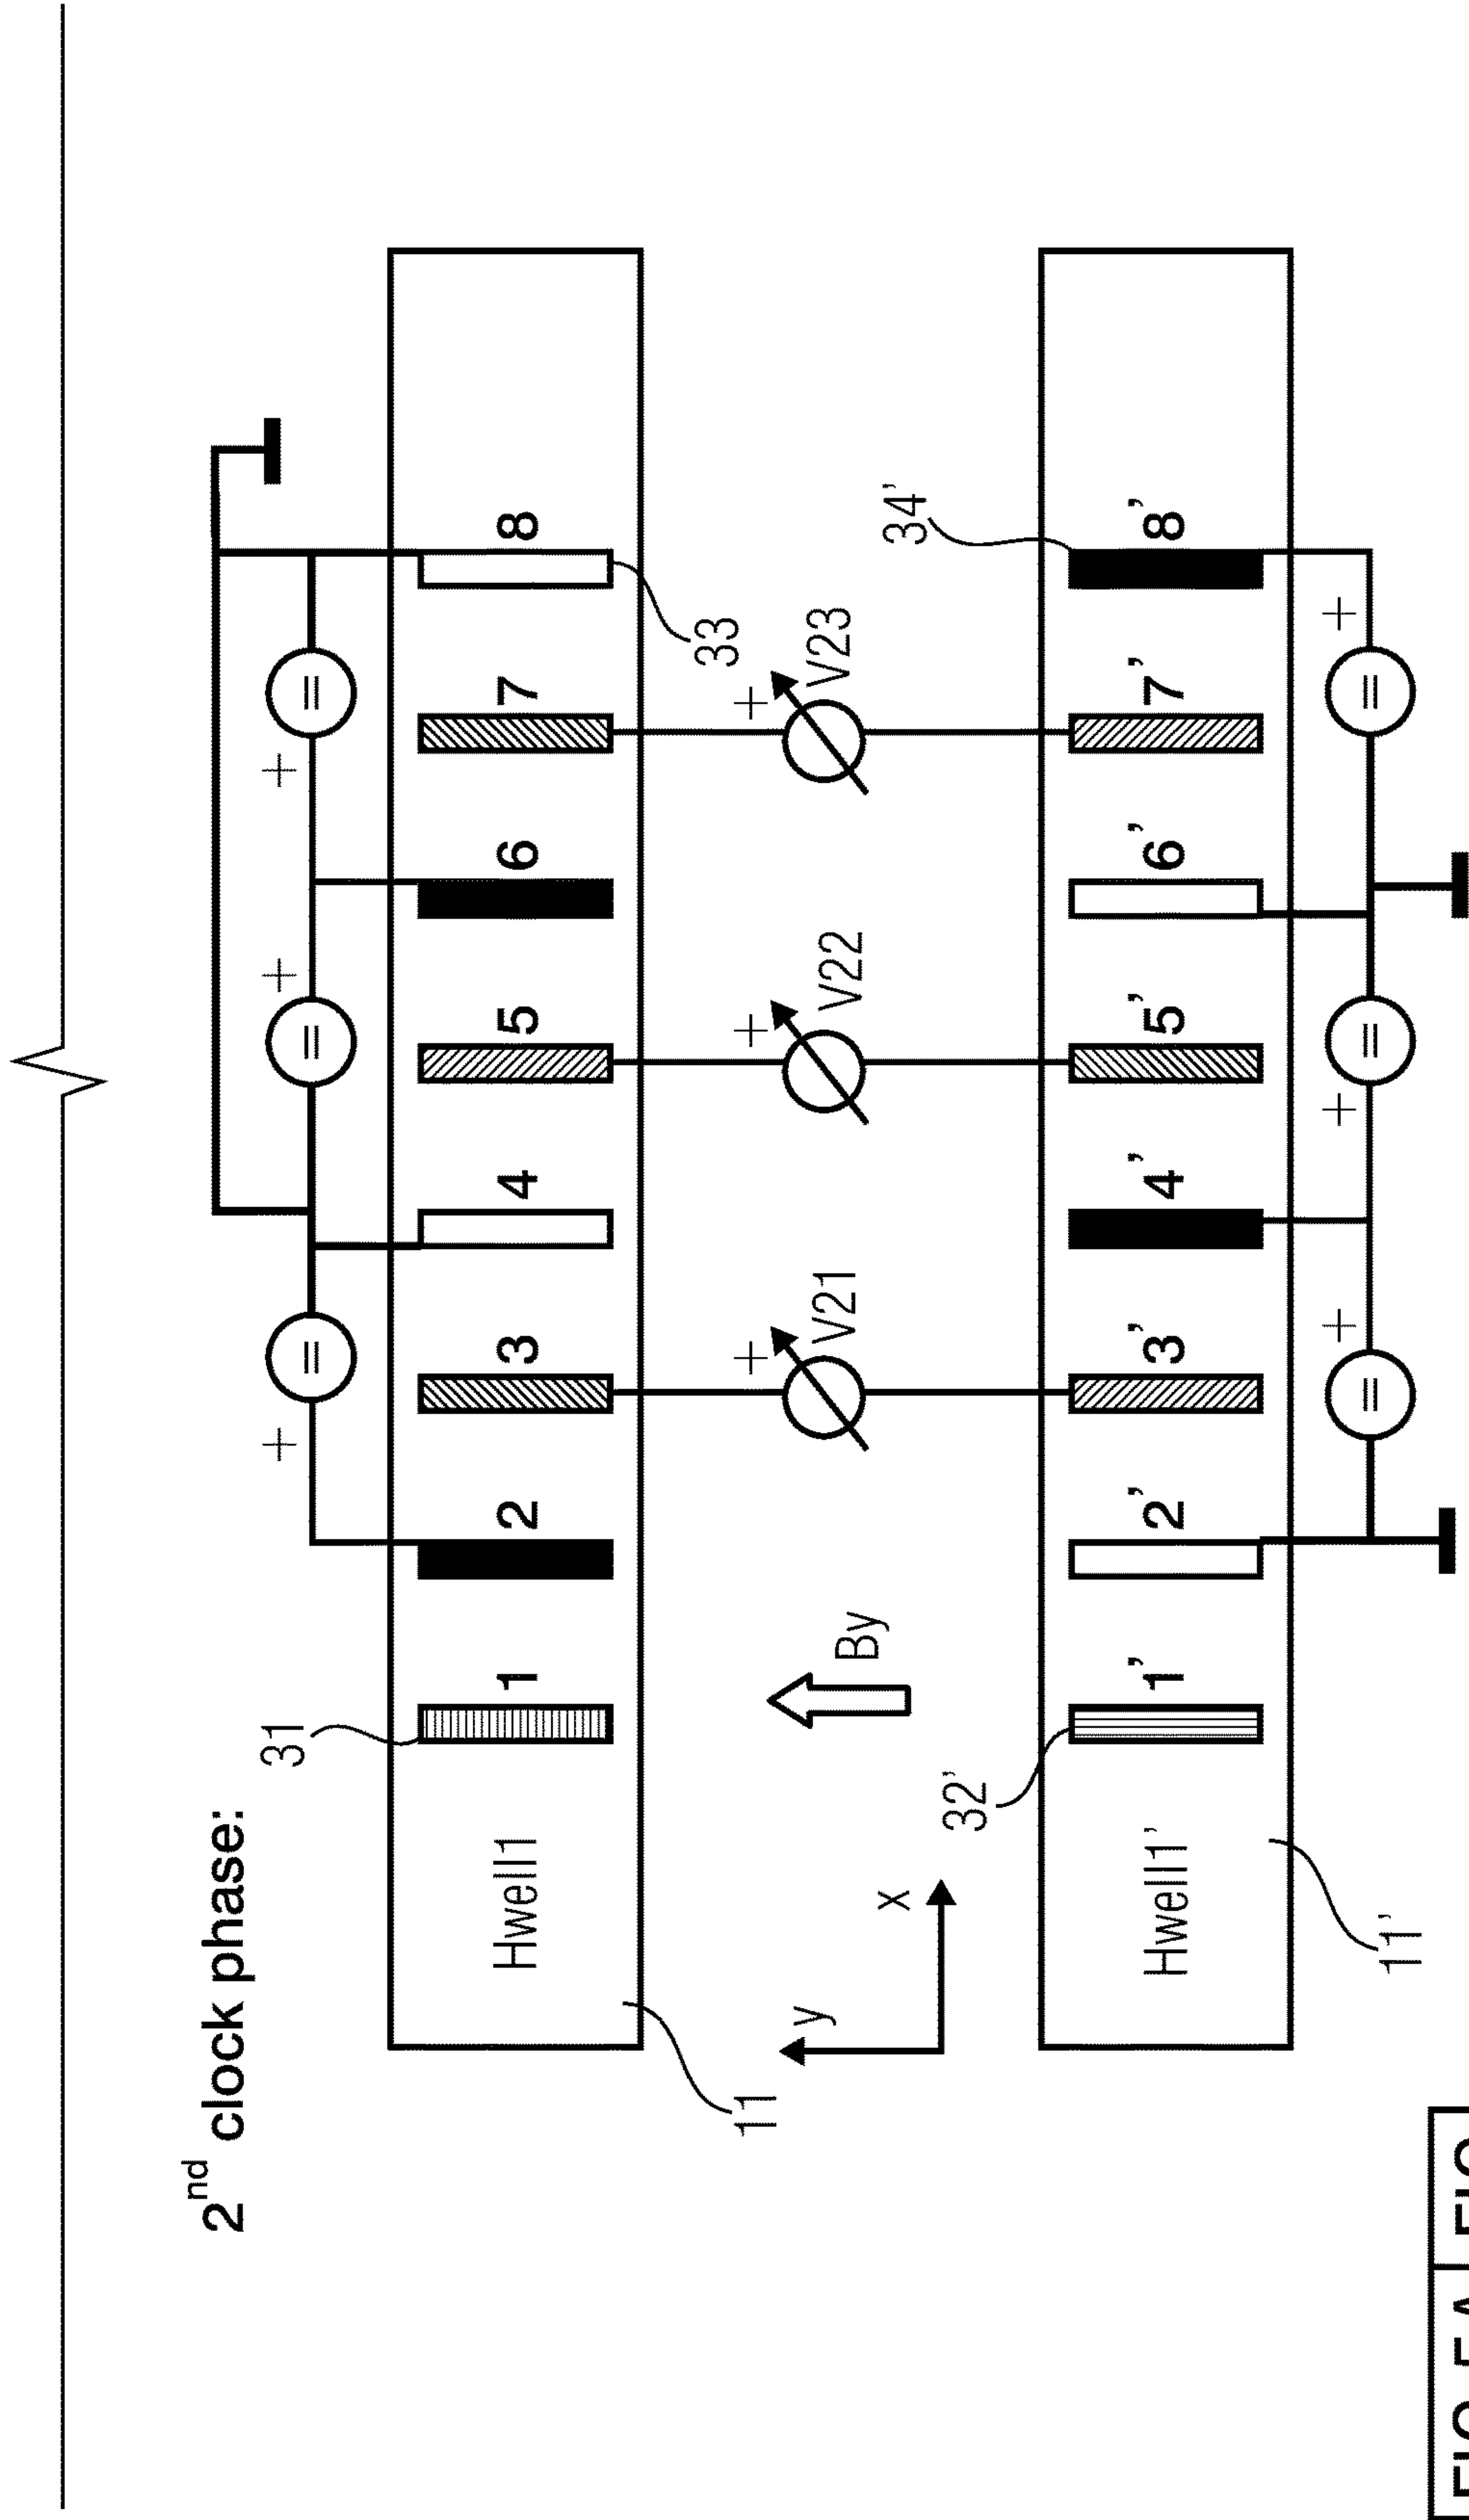 2nd clock phase:
+ = + = + =
31
Hwell1 1 2 3 4 5 6 7 8
11
33
+ + +
V21 V22 V23
y
x
By
32'
34'
Hwell1' 1' 2' 3' 4' 5' 6' 7' 8'
11'
+ + +
= = =